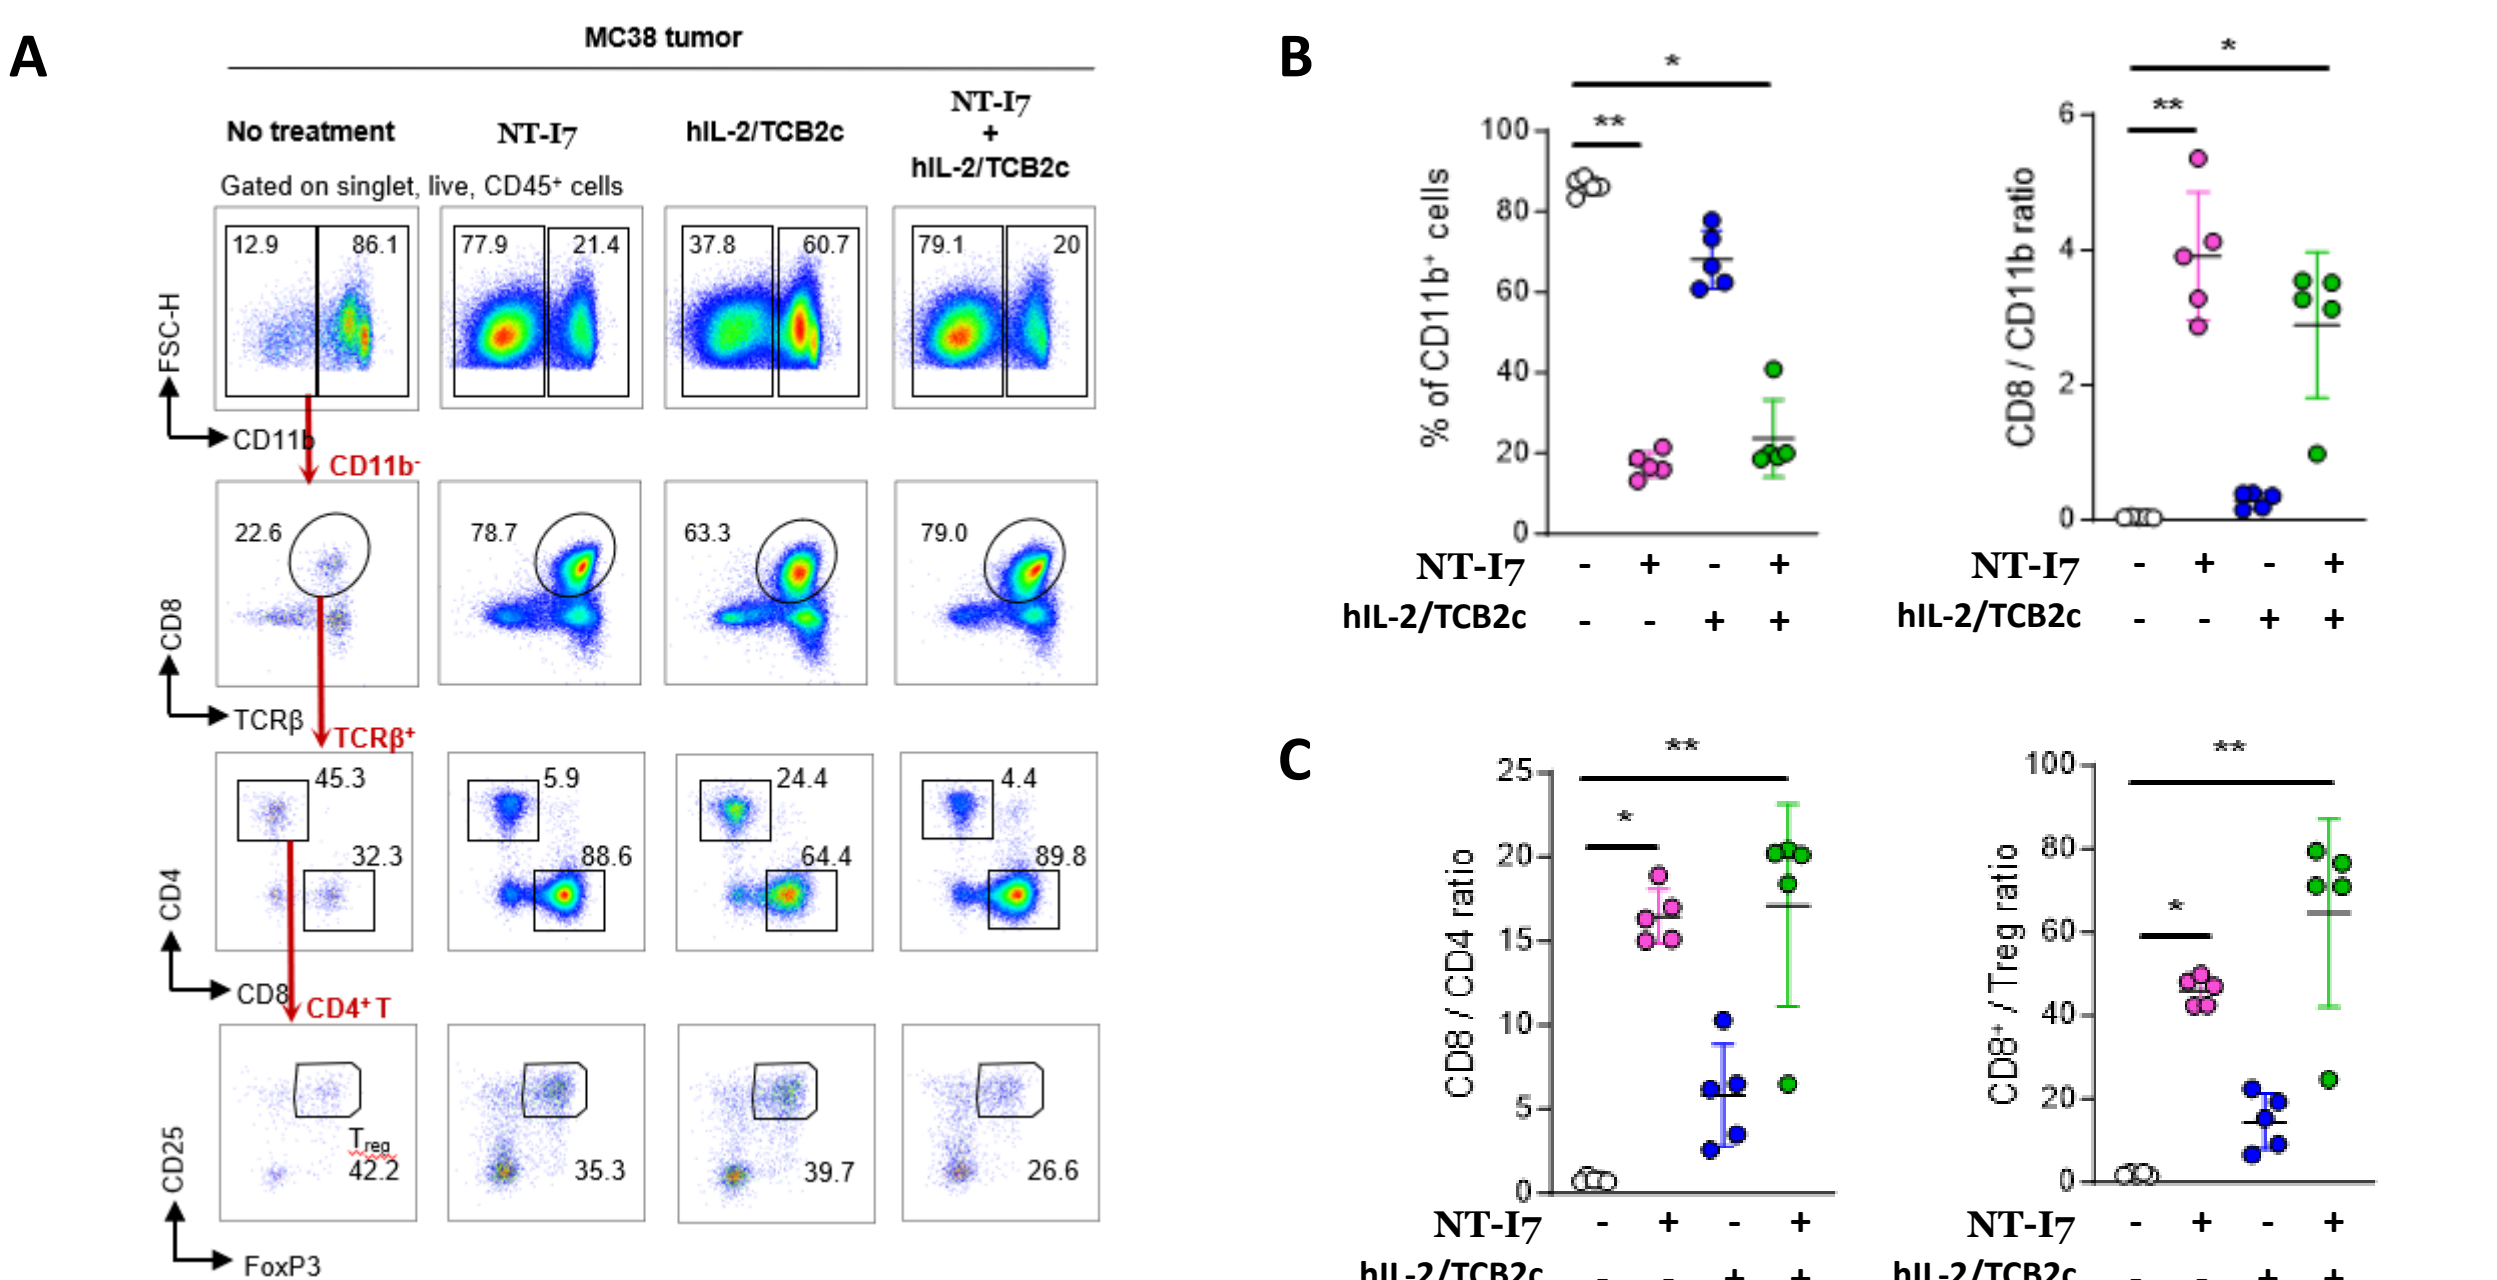 A
MC38 tumor
No treatment
NT-I7
hIL-2/TCB2c
NT-I7
+
hIL-2/TCB2c
Gated on singlet, live, CD45⁺ cells
12.9 86.1
77.9 21.4
37.8 60.7
79.1 20
FSC-H
CD11b
CD11b⁻
22.6
78.7
63.3
79.0
CD8
TCRβ
TCRβ⁺
45.3
32.3
5.9
88.6
24.4
64.4
4.4
89.8
CD4
CD8
CD4⁺ T
Treg
42.2
35.3
39.7
26.6
CD25
FoxP3
B
*
**
100
80
60
40
20
0
% of CD11b⁺ cells
NT-I7 - + - +
hIL-2/TCB2c - - + +
*
**
6
4
2
0
CD8 / CD11b ratio
NT-I7 - + - +
hIL-2/TCB2c - - + +
C
**
*
25
20
15
10
5
0
CD8 / CD4 ratio
NT-I7 - + - +
hIL-2/TCB2c - - + +
**
*
100
80
60
40
20
0
CD8⁺ / Treg ratio
NT-I7 - + - +
hIL-2/TCB2c - - + +